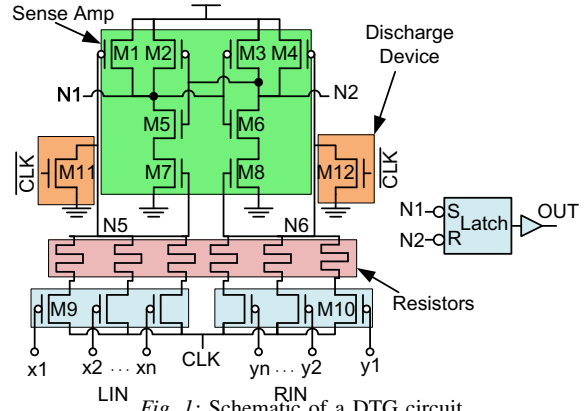 Sense Amp
Discharge
Device
M1 M2 M3 M4
N1 N2
M5 M6
M11 M7 M8 M12
CLK CLK
N5 N6
N1 S Latch OUT
N2 R
M9 M10
Resistors
CLK
x1 x2 ... xn yn ... y2 y1
LIN RIN
Fig. 1: Schematic of a DTG circuit